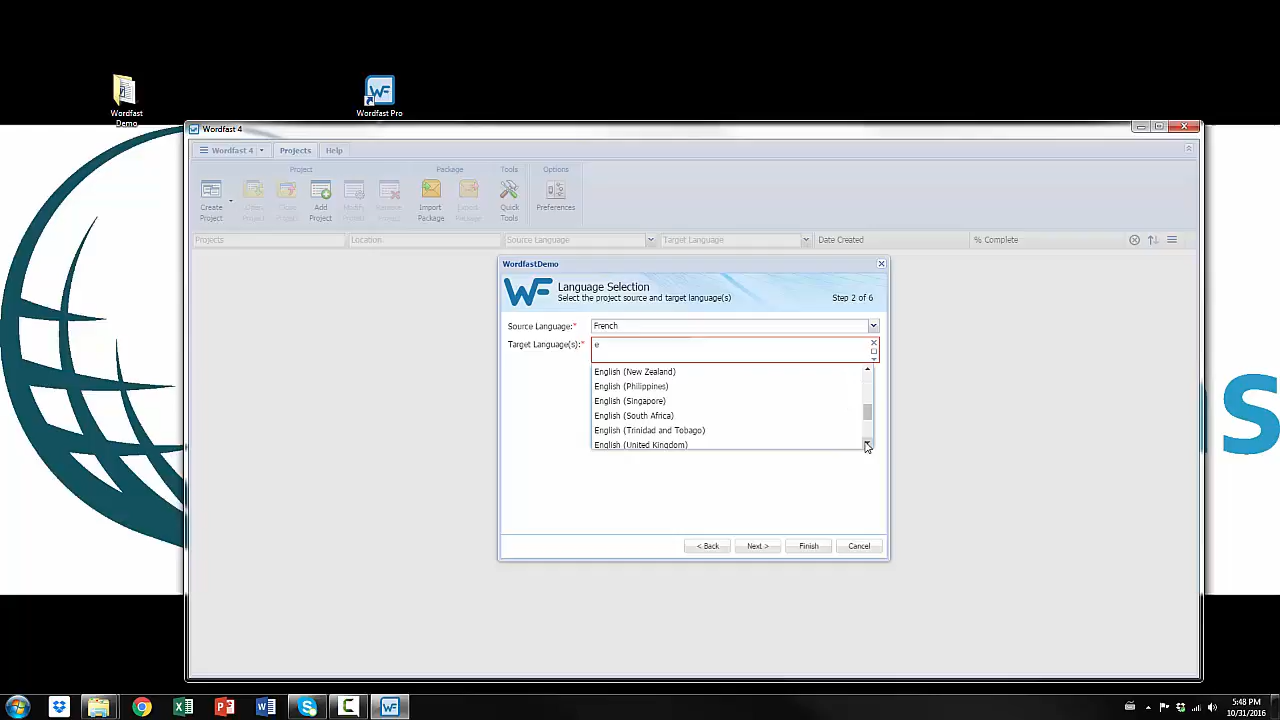 Wordfast
Demo
Wordfast Pro
Wordfast 4
Wordfast 4
Projects
Help
Project
Package
Tools
Options
Create
Project
Add
Project
Import
Package
Quick
Tools
Preferences
Projects
Location
Source Language
Target Language
Date Created
% Complete
WordfastDemo
Language Selection
Select the project source and target language(s)
Step 2 of 6
Source Language:*
French
Target Language(s):*
e
English (New Zealand)
English (Philippines)
English (Singapore)
English (South Africa)
English (Trinidad and Tobago)
English (United Kingdom)
< Back
Next >
Finish
Cancel
s
5:48 PM
10/31/2016